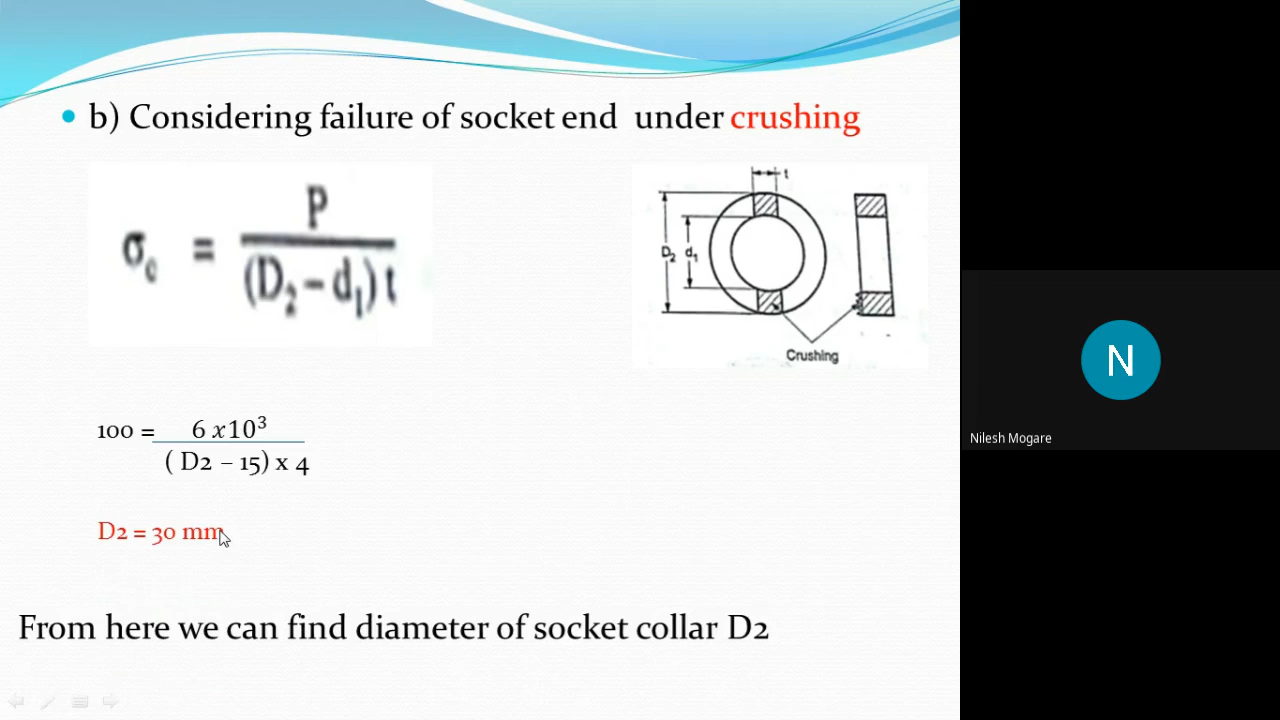 b) Considering failure of socket end under crushing
σc = P
(D2 – d1) t
t
D2 d1
Crushing
100 = 6 x10³
( D2 – 15) x 4
D2 = 30 mm
From here we can find diameter of socket collar D2
N
Nilesh Mogare